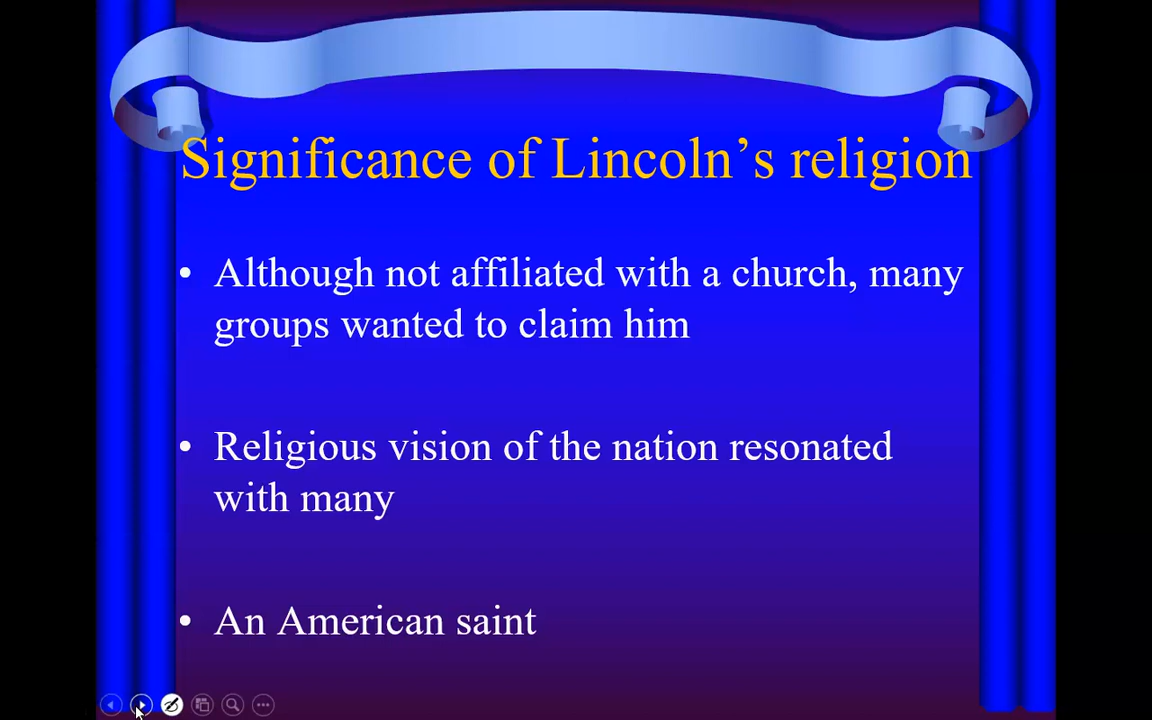 Significance of Lincoln’s religion
• Although not affiliated with a church, many
groups wanted to claim him
• Religious vision of the nation resonated
with many
• An American saint